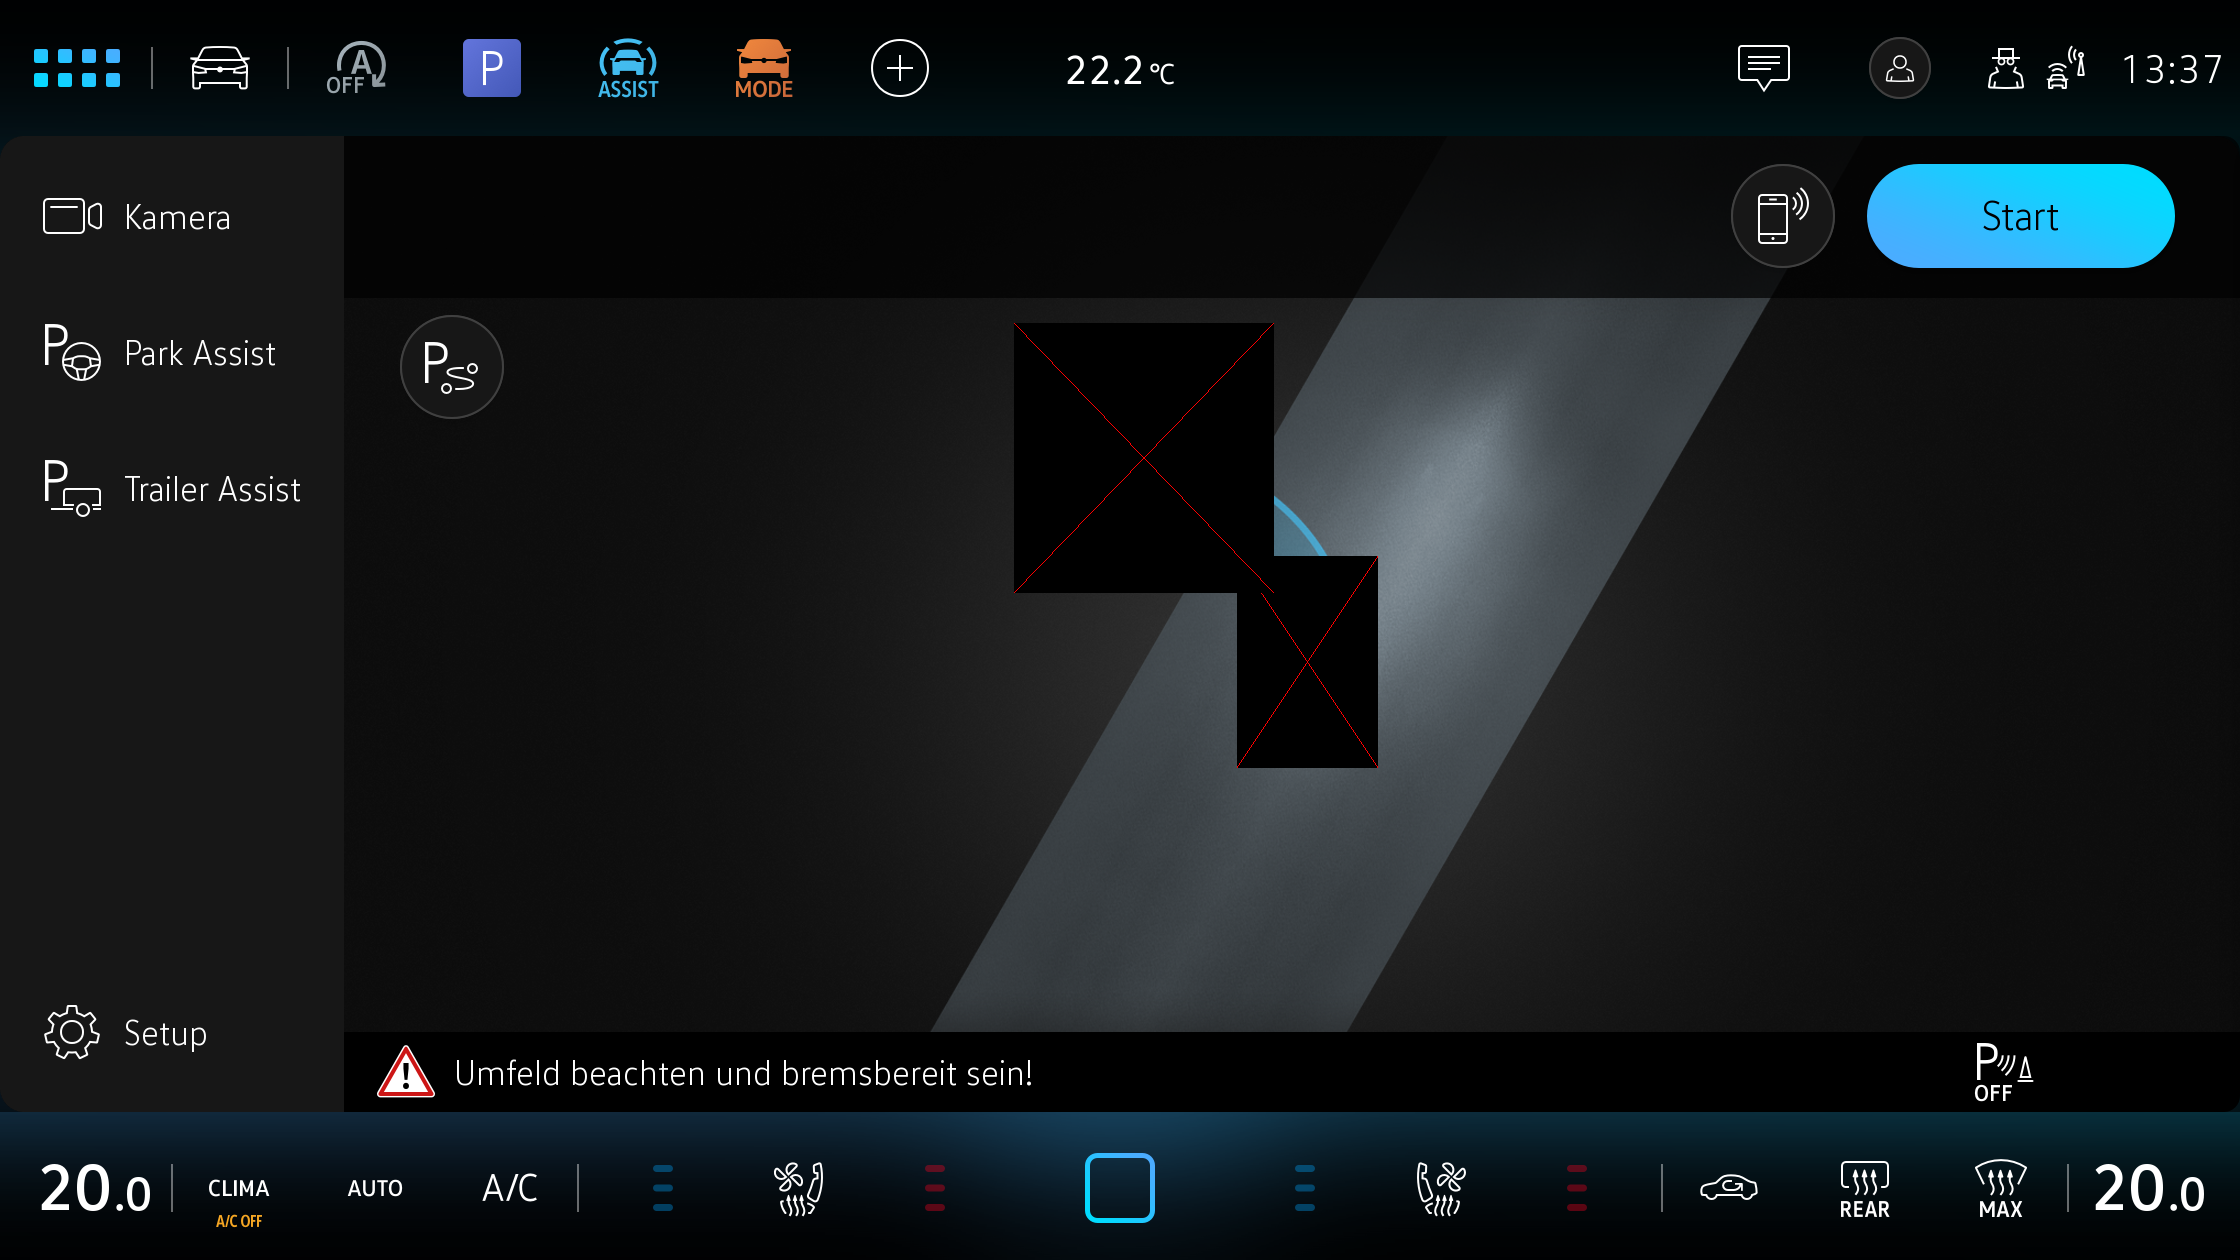 A OFF
P
ASSIST
MODE
22.2 °C
13:37
Kamera
Start
P
Park Assist
P
Trailer Assist
P
Setup
Umfeld beachten und bremsbereit sein!
P
OFF
20.0
CLIMA
A/C OFF
AUTO
A/C
REAR
MAX
20.0